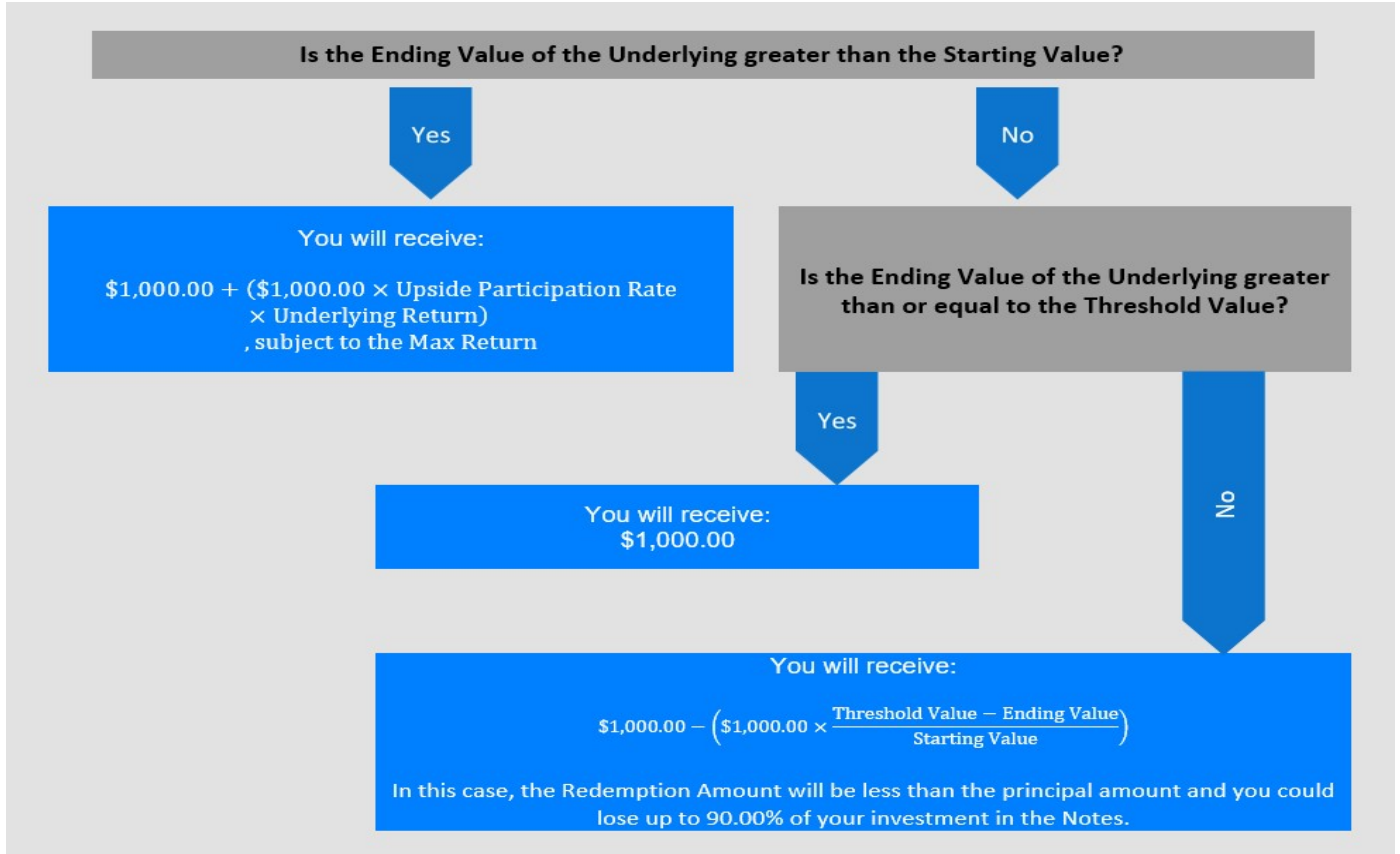 Is the Ending Value of the Underlying greater than the Starting Value?
Yes
No
You will receive:
$1,000.00 + ($1,000.00 × Upside Participation Rate
× Underlying Return)
, subject to the Max Return
Is the Ending Value of the Underlying greater
than or equal to the Threshold Value?
Yes
No
You will receive:
$1,000.00
You will receive:
$1,000.00 − ($1,000.00 × Threshold Value − Ending Value / Starting Value)
In this case, the Redemption Amount will be less than the principal amount and you could
lose up to 90.00% of your investment in the Notes.